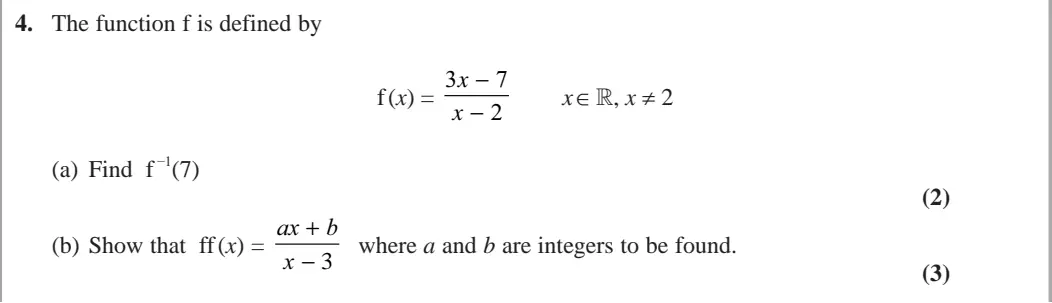 4. The function f is defined by
f(x) = (3x − 7)/(x − 2) x ∈ ℝ, x ≠ 2
(a) Find f⁻¹(7)
(2)
(b) Show that ff(x) = (ax + b)/(x − 3) where a and b are integers to be found.
(3)